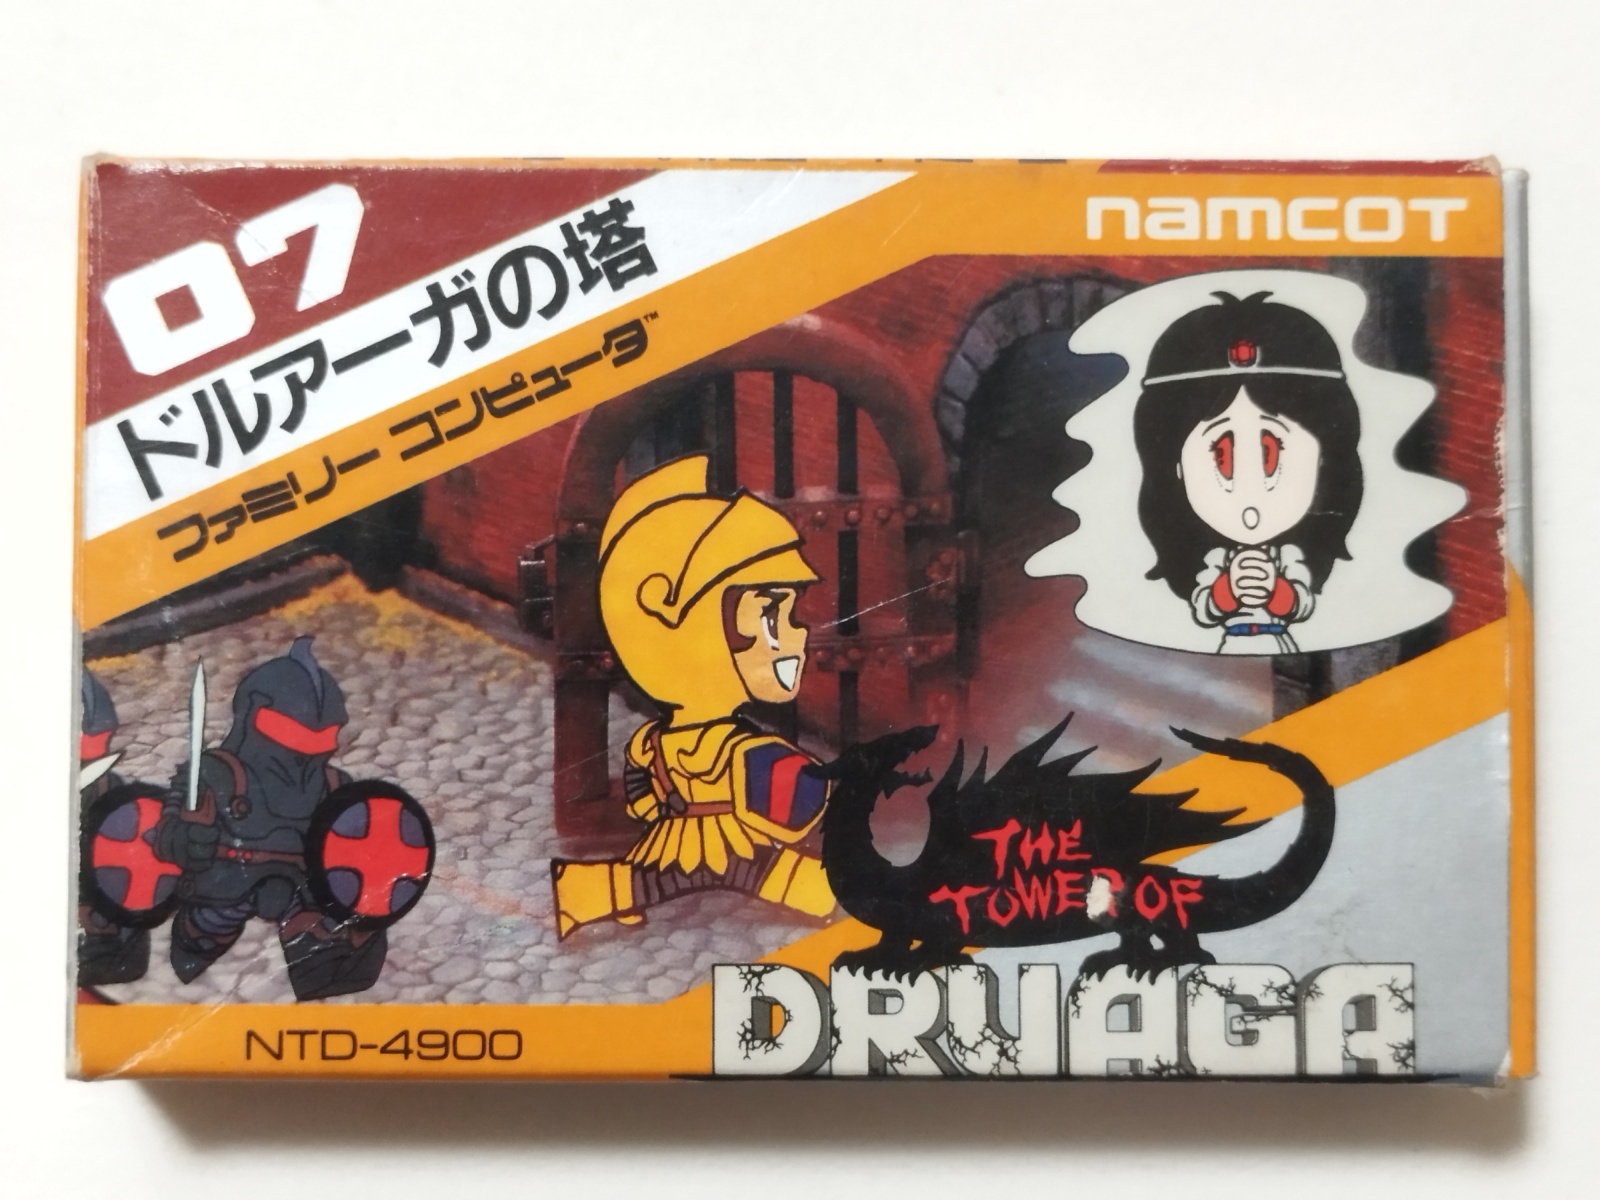 07
namcoT
ドルアーガの塔
ファミリー コンピュータ™
THE
TOWER OF
DRUAGA
NTD-4900